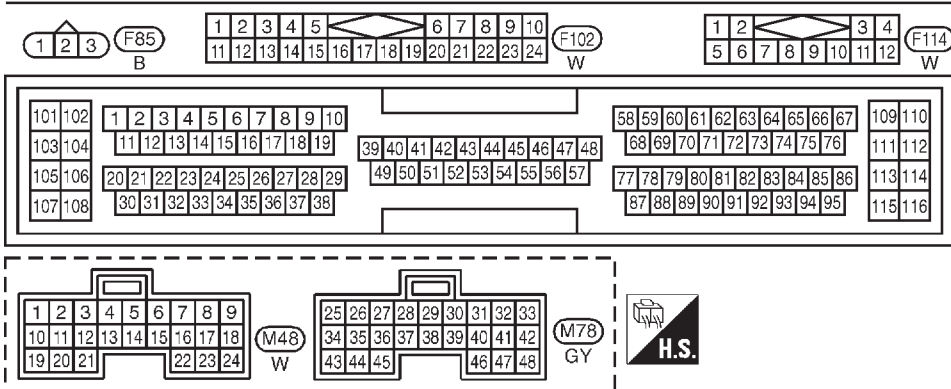 1 2 3 F85
B
1 2 3 4 5 6 7 8 9 10
11 12 13 14 15 16 17 18 19 20 21 22 23 24 F102
W
1 2 3 4
5 6 7 8 9 10 11 12 F114
W
101 102
103 104
105 106
107 108
1 2 3 4 5 6 7 8 9 10
11 12 13 14 15 16 17 18 19
20 21 22 23 24 25 26 27 28 29
30 31 32 33 34 35 36 37 38
39 40 41 42 43 44 45 46 47 48
49 50 51 52 53 54 55 56 57
58 59 60 61 62 63 64 65 66 67
68 69 70 71 72 73 74 75 76
77 78 79 80 81 82 83 84 85 86
87 88 89 90 91 92 93 94 95
109 110
111 112
113 114
115 116
1 2 3 4 5 6 7 8 9
10 11 12 13 14 15 16 17 18
19 20 21 22 23 24
M48
W
25 26 27 28 29 30 31 32 33
34 35 36 37 38 39 40 41 42
43 44 45 46 47 48
M78
GY
H.S.